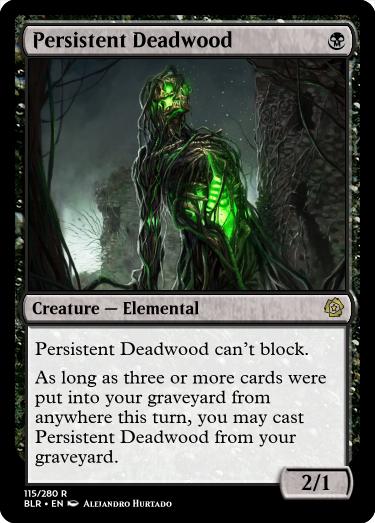 Persistent Deadwood
Creature — Elemental
Persistent Deadwood can't block.
As long as three or more cards were
put into your graveyard from
anywhere this turn, you may cast
Persistent Deadwood from your
graveyard.
2/1
115/280 R
BLR • EN Alejandro Hurtado